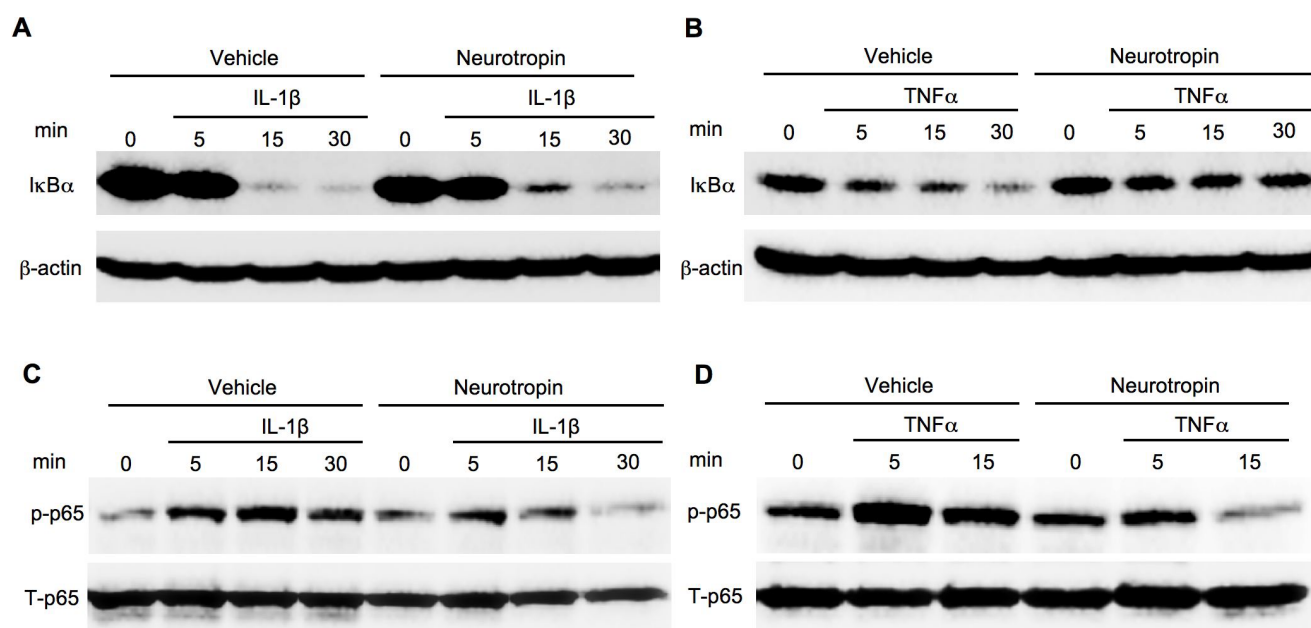 A
Vehicle Neurotropin
IL-1β IL-1β
min 0 5 15 30 0 5 15 30
IκBα
β-actin
B
Vehicle Neurotropin
TNFα TNFα
min 0 5 15 30 0 5 15 30
IκBα
β-actin
C
Vehicle Neurotropin
IL-1β IL-1β
min 0 5 15 30 0 5 15 30
p-p65
T-p65
D
Vehicle Neurotropin
TNFα TNFα
min 0 5 15 0 5 15
p-p65
T-p65